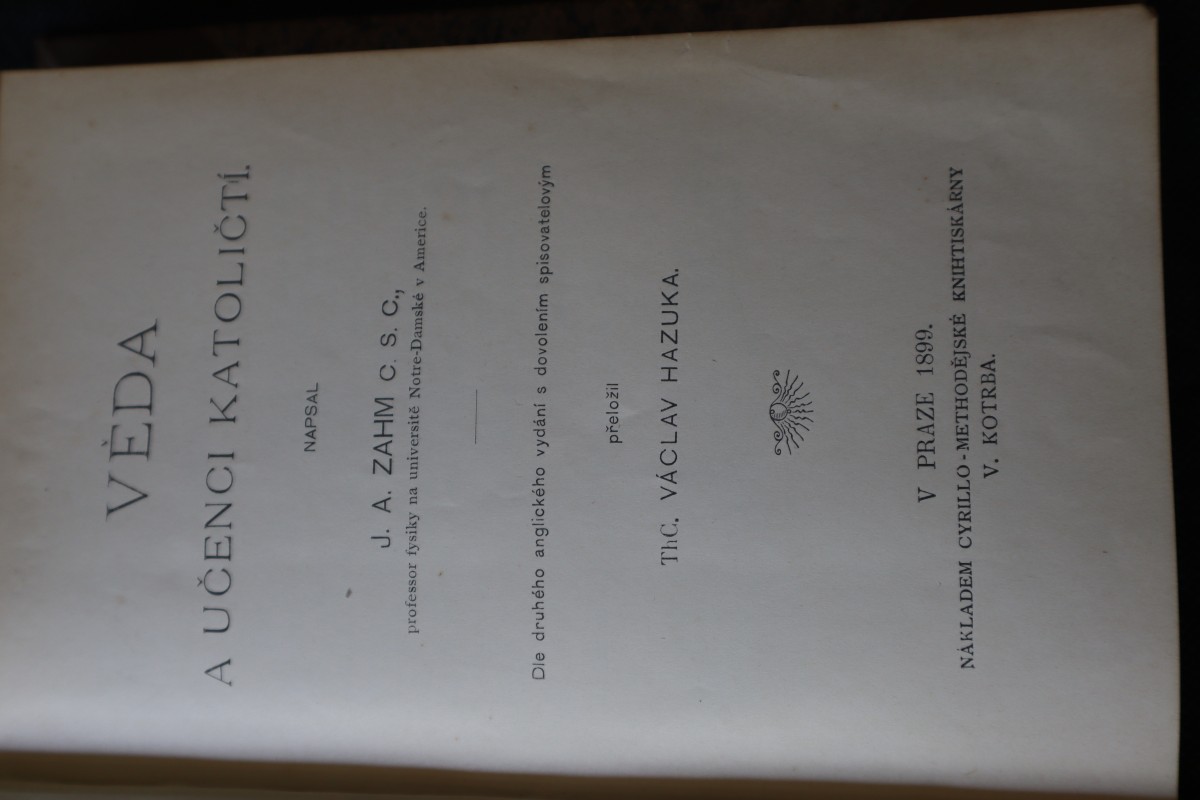 VĚDA
A UČENCI KATOLIČTÍ.
NAPSAL
J. A. ZAHM C. S. C.,
professor fysiky na universitě Notre-Damské v Americe.
Dle druhého anglického vydání s dovolením spisovatelovým
přeložil
ThC. VÁCLAV HAZUKA.
V PRAZE 1899.
NÁKLADEM CYRILLO-METHODĚJSKÉ KNIHTISKÁRNY
V. KOTRBA.